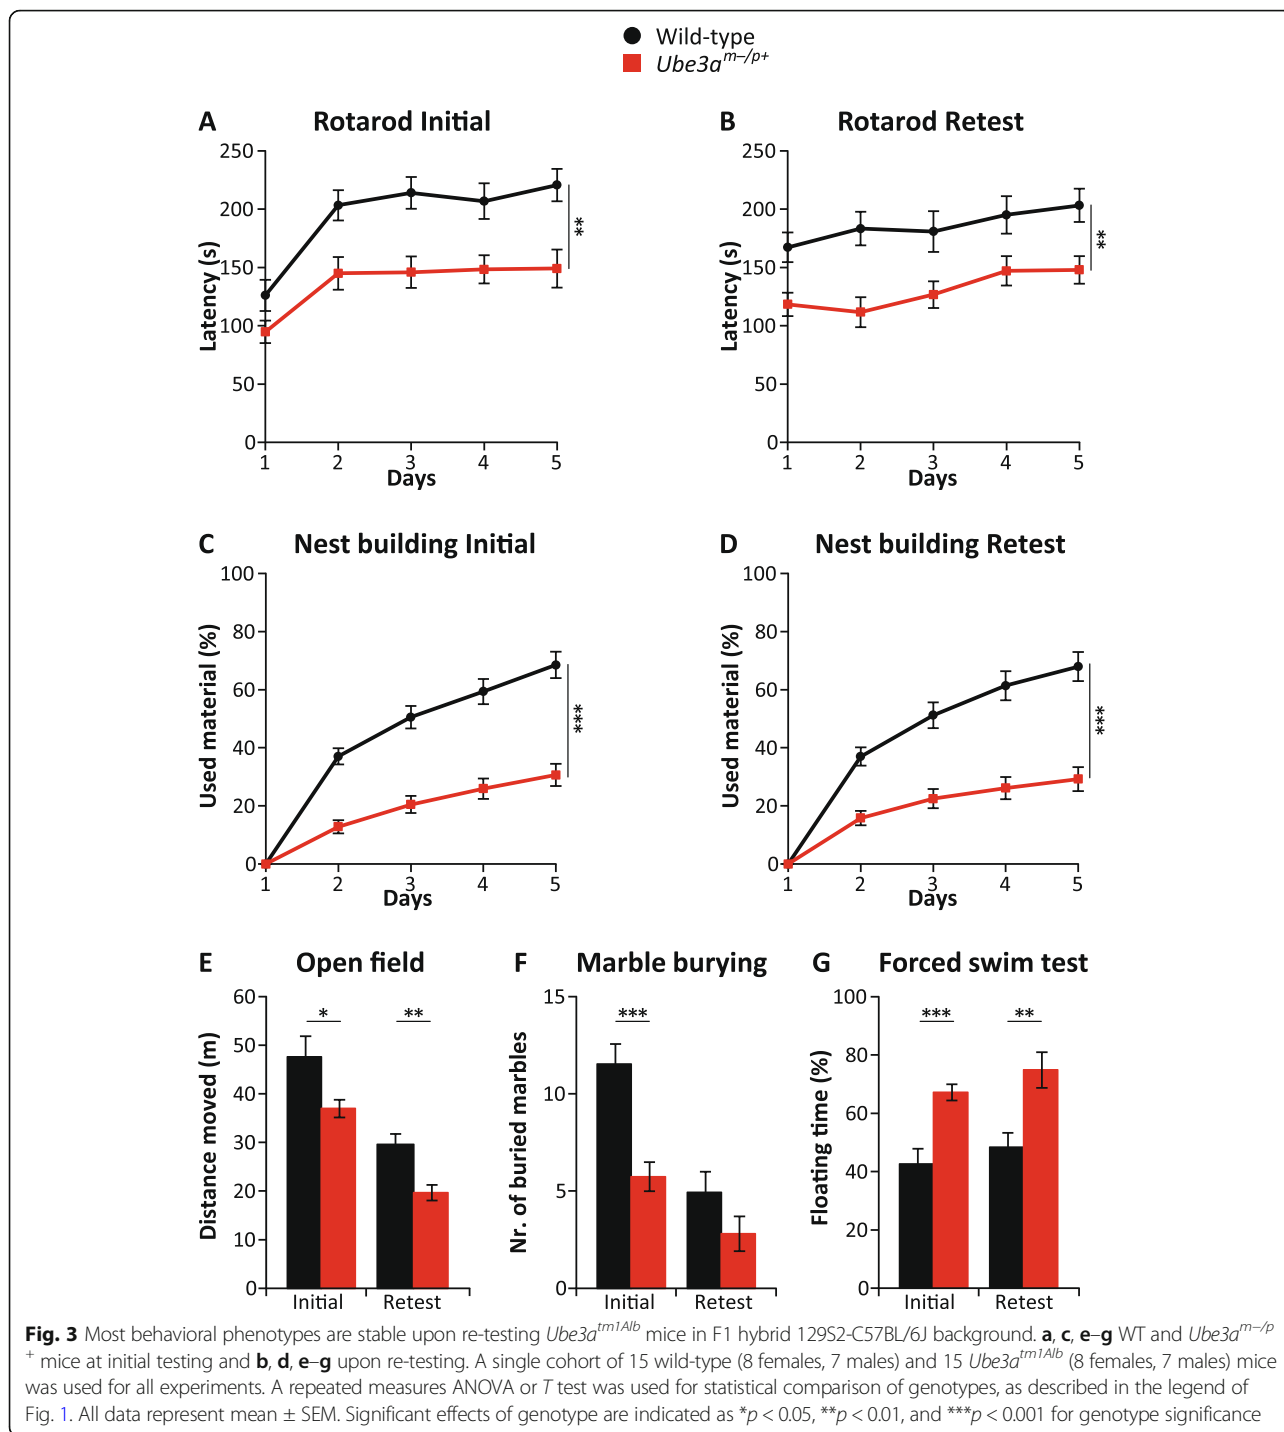 Wild-type
Ube3a^m–/p+
A Rotarod Initial
250
200
150
100
50
0
Latency (s)
**
1 2 3 4 5
Days
B Rotarod Retest
250
200
150
100
50
0
Latency (s)
**
1 2 3 4 5
Days
C Nest building Initial
100
80
60
40
20
0
Used material (%)
***
1 2 3 4 5
Days
D Nest building Retest
100
80
60
40
20
0
Used material (%)
***
1 2 3 4 5
Days
E Open field
60
50
40
30
20
10
0
Distance moved (m)
* **
Initial Retest
F Marble burying
15
10
5
0
Nr. of buried marbles
***
Initial Retest
G Forced swim test
100
80
60
40
20
0
Floating time (%)
*** **
Initial Retest
Fig. 3 Most behavioral phenotypes are stable upon re-testing Ube3a^tm1Alb mice in F1 hybrid 129S2-C57BL/6J background. a, c, e–g WT and Ube3a^m–/p
+ mice at initial testing and b, d, e–g upon re-testing. A single cohort of 15 wild-type (8 females, 7 males) and 15 Ube3a^tm1Alb (8 females, 7 males) mice
was used for all experiments. A repeated measures ANOVA or T test was used for statistical comparison of genotypes, as described in the legend of
Fig. 1. All data represent mean ± SEM. Significant effects of genotype are indicated as *p < 0.05, **p < 0.01, and ***p < 0.001 for genotype significance